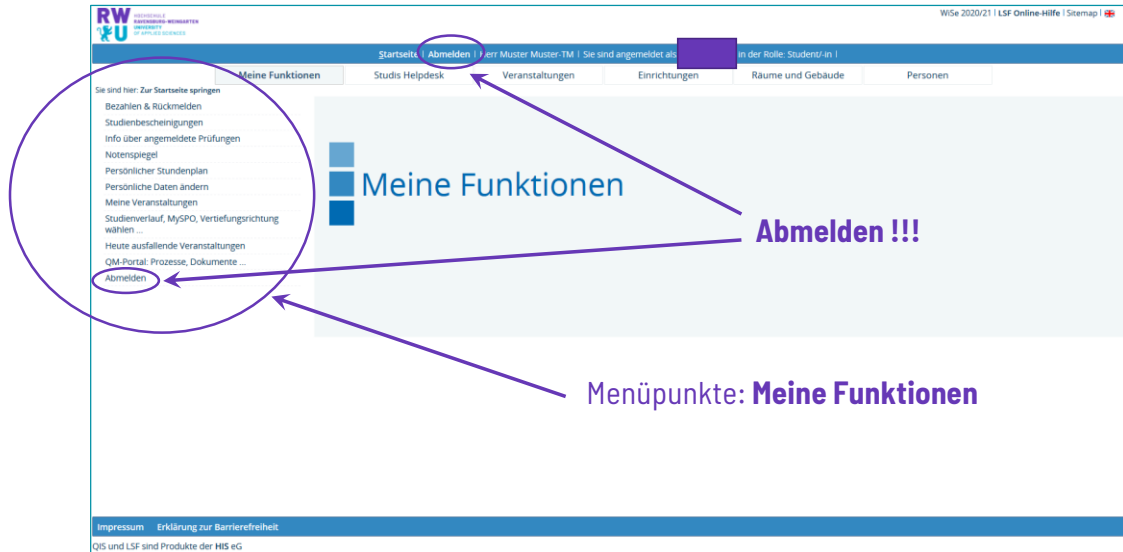 RW HOCHSCHULE
RAVENSBURG-WEINGARTEN
U UNIVERSITY
OF APPLIED SCIENCES
WiSe 2020/21 | LSF Online-Hilfe | Sitemap |
Startseite | Abmelden | Herr Muster Muster-TM | Sie sind angemeldet als: in der Rolle: Student/-in |
Meine Funktionen Studis Helpdesk Veranstaltungen Einrichtungen Räume und Gebäude Personen
Sie sind hier: Zur Startseite springen
Bezahlen & Rückmelden
Studienbescheinigungen
Info über angemeldete Prüfungen
Notenspiegel
Persönlicher Stundenplan
Persönliche Daten ändern
Meine Veranstaltungen
Studienverlauf, MySPO, Vertiefungsrichtung
wählen ...
Heute ausfallende Veranstaltungen
QM-Portal: Prozesse, Dokumente ...
Abmelden
Meine Funktionen
Abmelden !!!
Menüpunkte: Meine Funktionen
Impressum Erklärung zur Barrierefreiheit
QIS und LSF sind Produkte der HIS eG